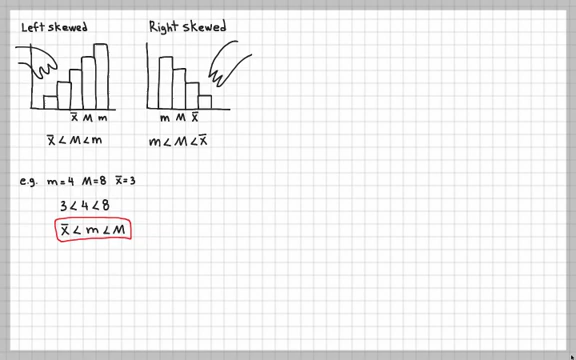 Left skewed
Right skewed
x̄ M m
m M x̄
x̄ < M < m
m < M < x̄
e.g. m=4 M=8 x̄=3
3 < 4 < 8
x̄ < m < M